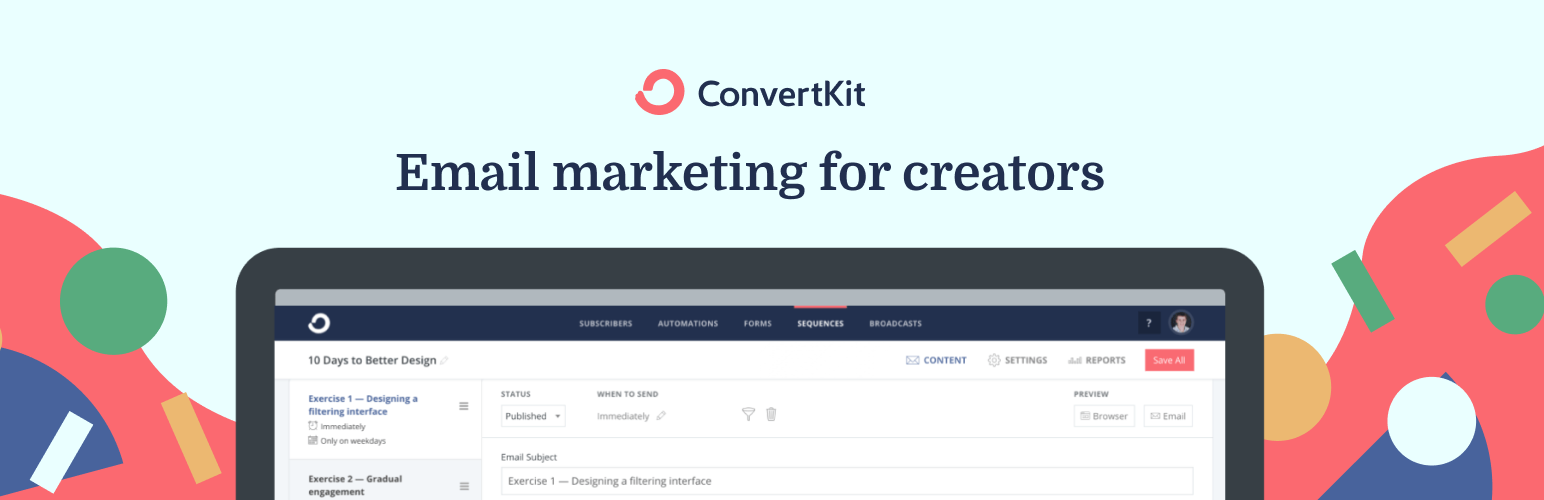 ConvertKit
Email marketing for creators
SUBSCRIBERS AUTOMATIONS FORMS SEQUENCES BROADCASTS ?
10 Days to Better Design CONTENT SETTINGS REPORTS Save All
Exercise 1 — Designing a
filtering interface
Immediately
Only on weekdays
Exercise 2 — Gradual
engagement
STATUS WHEN TO SEND PREVIEW
Published Immediately Browser Email
Email Subject
Exercise 1 — Designing a filtering interface